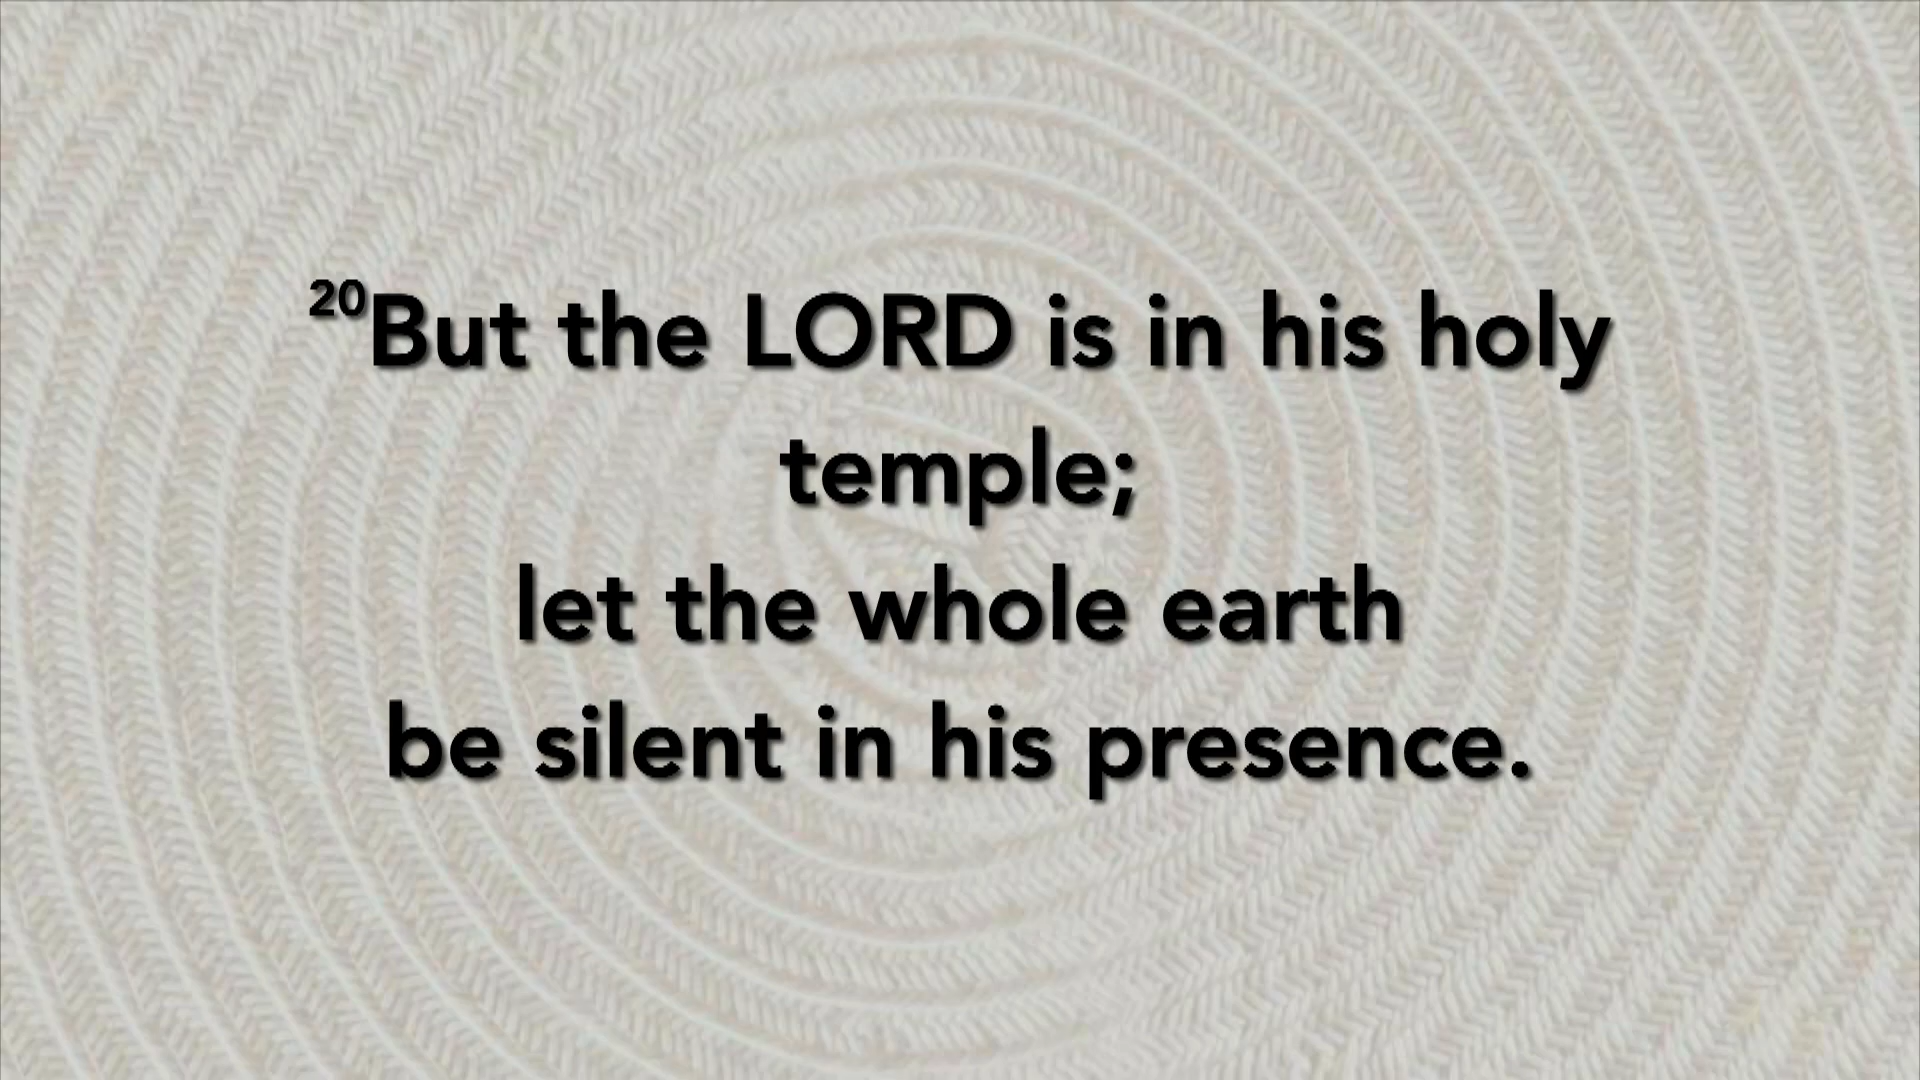 20But the LORD is in his holy
temple;
let the whole earth
be silent in his presence.